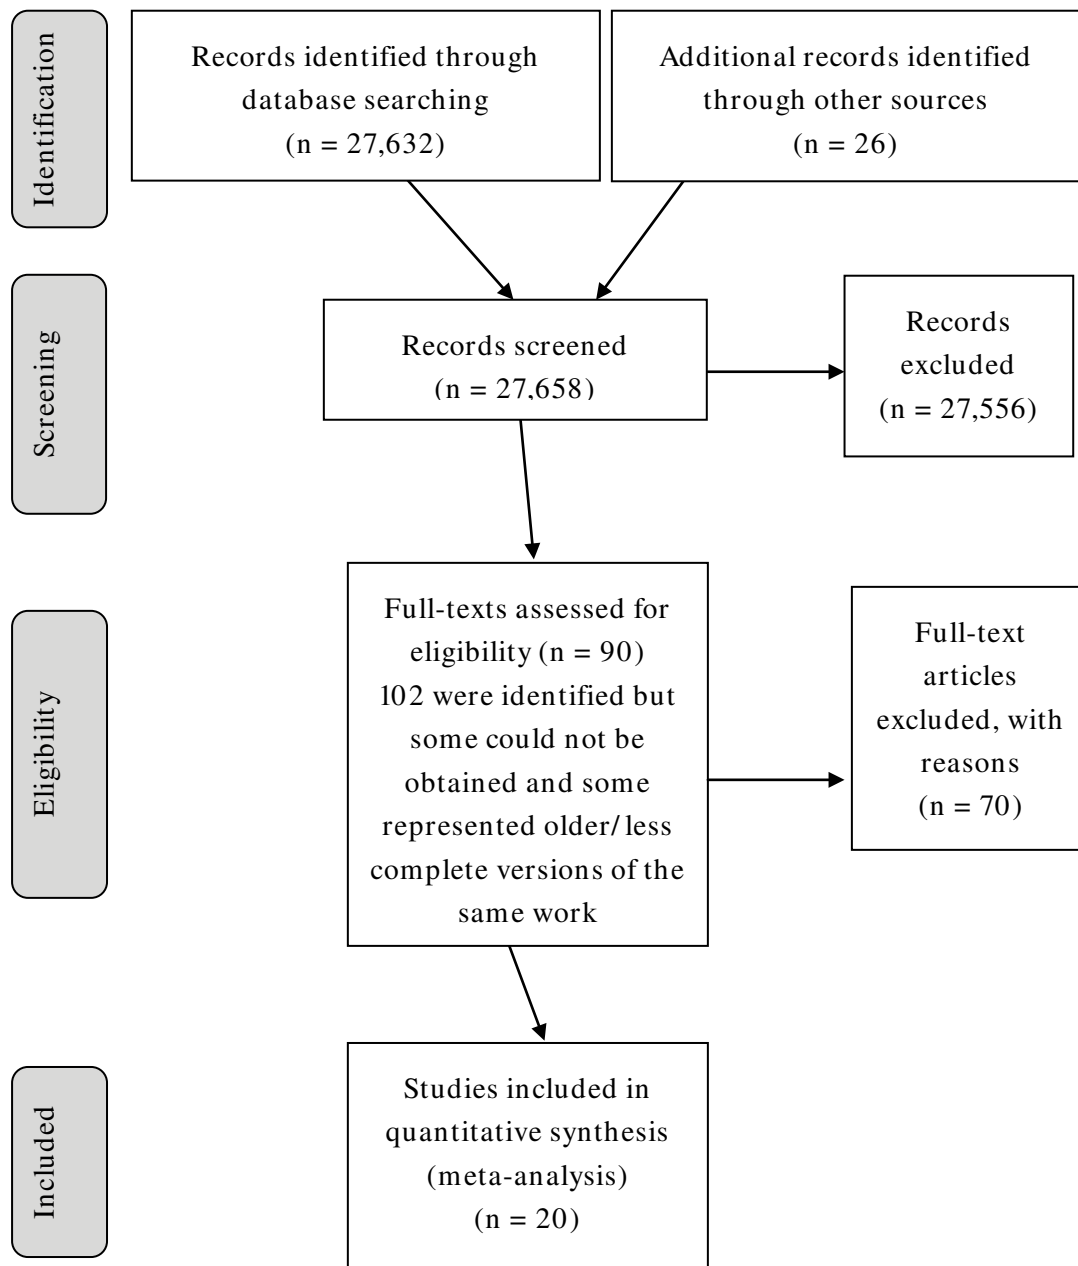 Identification
Records identified through
database searching
(n = 27,632)
Additional records identified
through other sources
(n = 26)
Screening
Records screened
(n = 27,658)
Records
excluded
(n = 27,556)
Eligibility
Full-texts assessed for
eligibility (n = 90)
102 were identified but
some could not be
obtained and some
represented older/less
complete versions of the
same work
Full-text
articles
excluded, with
reasons
(n = 70)
Included
Studies included in
quantitative synthesis
(meta-analysis)
(n = 20)